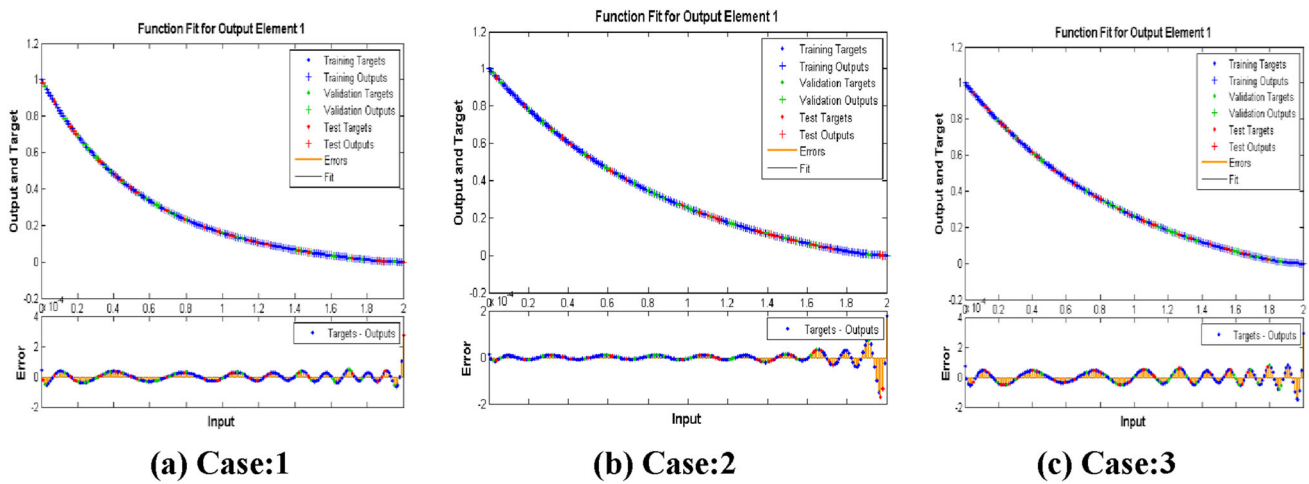 Function Fit for Output Element 1
Output and Target
1.2
1
0.8
0.6
0.4
0.2
0
-0.2
Training Targets
Training Outputs
Validation Targets
Validation Outputs
Test Targets
Test Outputs
Errors
Fit
0 0.2 0.4 0.6 0.8 1 1.2 1.4 1.6 1.8 2
x 10⁻⁴
Error
4
2
0
-2
Targets - Outputs
Input
(a) Case:1
Function Fit for Output Element 1
Output and Target
1.2
1
0.8
0.6
0.4
0.2
0
-0.2
Training Targets
Training Outputs
Validation Targets
Validation Outputs
Test Targets
Test Outputs
Errors
Fit
0 0.2 0.4 0.6 0.8 1 1.2 1.4 1.6 1.8 2
x 10⁻⁴
Error
2
0
-2
Targets - Outputs
Input
(b) Case:2
Function Fit for Output Element 1
Output and Target
1.2
1
0.8
0.6
0.4
0.2
0
-0.2
Training Targets
Training Outputs
Validation Targets
Validation Outputs
Test Targets
Test Outputs
Errors
Fit
0 0.2 0.4 0.6 0.8 1 1.2 1.4 1.6 1.8 2
x 10⁻⁴
Error
4
2
0
-2
Targets - Outputs
Input
(c) Case:3